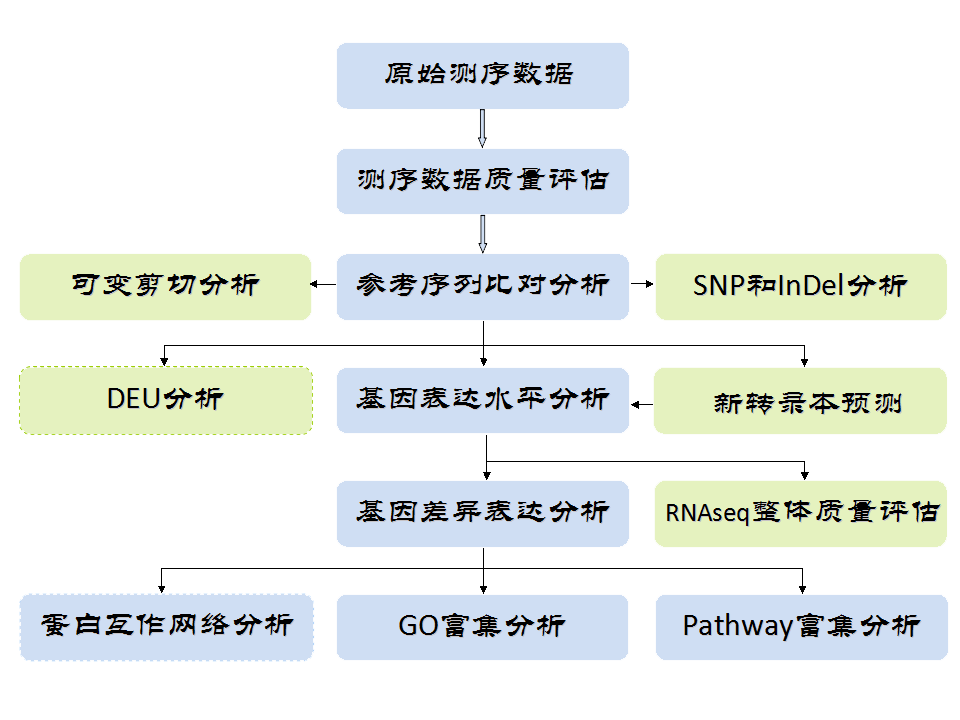 原始测序数据
测序数据质量评估
可变剪切分析
参考序列比对分析
SNP和InDel分析
DEU分析
基因表达水平分析
新转录本预测
基因差异表达分析
RNAseq整体质量评估
蛋白互作网络分析
GO富集分析
Pathway富集分析